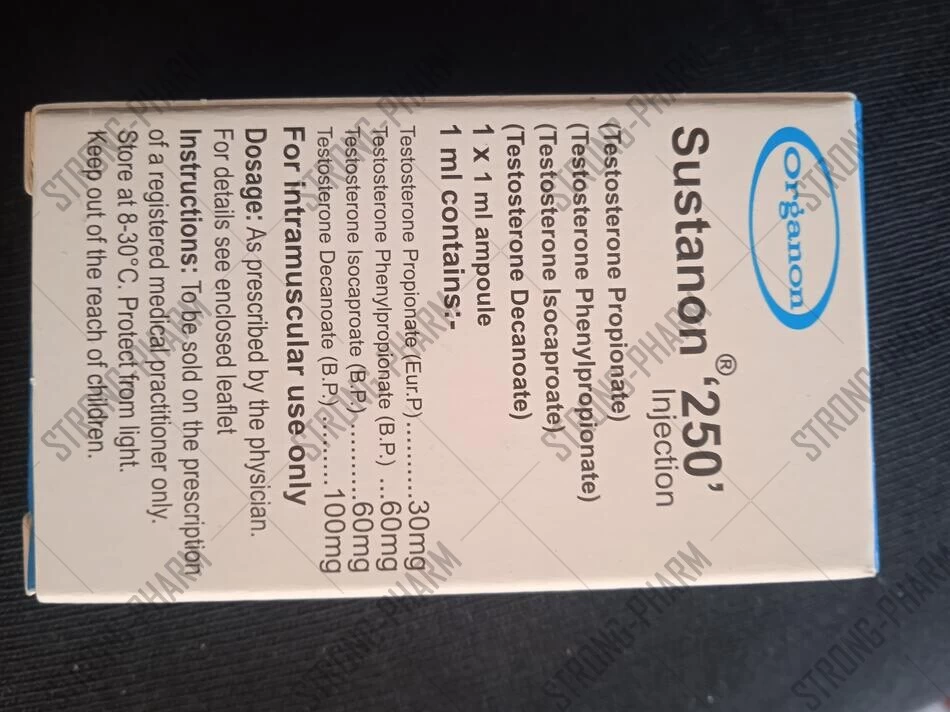 Organon
Sustanon® ‘250’
Injection
(Testosterone Propionate)
(Testosterone Phenylpropionate)
(Testosterone Isocaproate)
(Testosterone Decanoate)
1 x 1 ml ampoule
1 ml contains:-
Testosterone Propionate (Eur.P) .........30mg
Testosterone Phenylpropionate (B.P.) ...60mg
Testosterone Isocaproate (B.P.)..........60mg
Testosterone Decanoate (B.P.) .........100mg
For intramuscular use only
Dosage: As prescribed by the physician.
For details see enclosed leaflet
Instructions: To be sold on the prescription
of a registered medical practitioner only.
Store at 8-30°C. Protect from light.
Keep out of the reach of children.
STRONG-PHARM